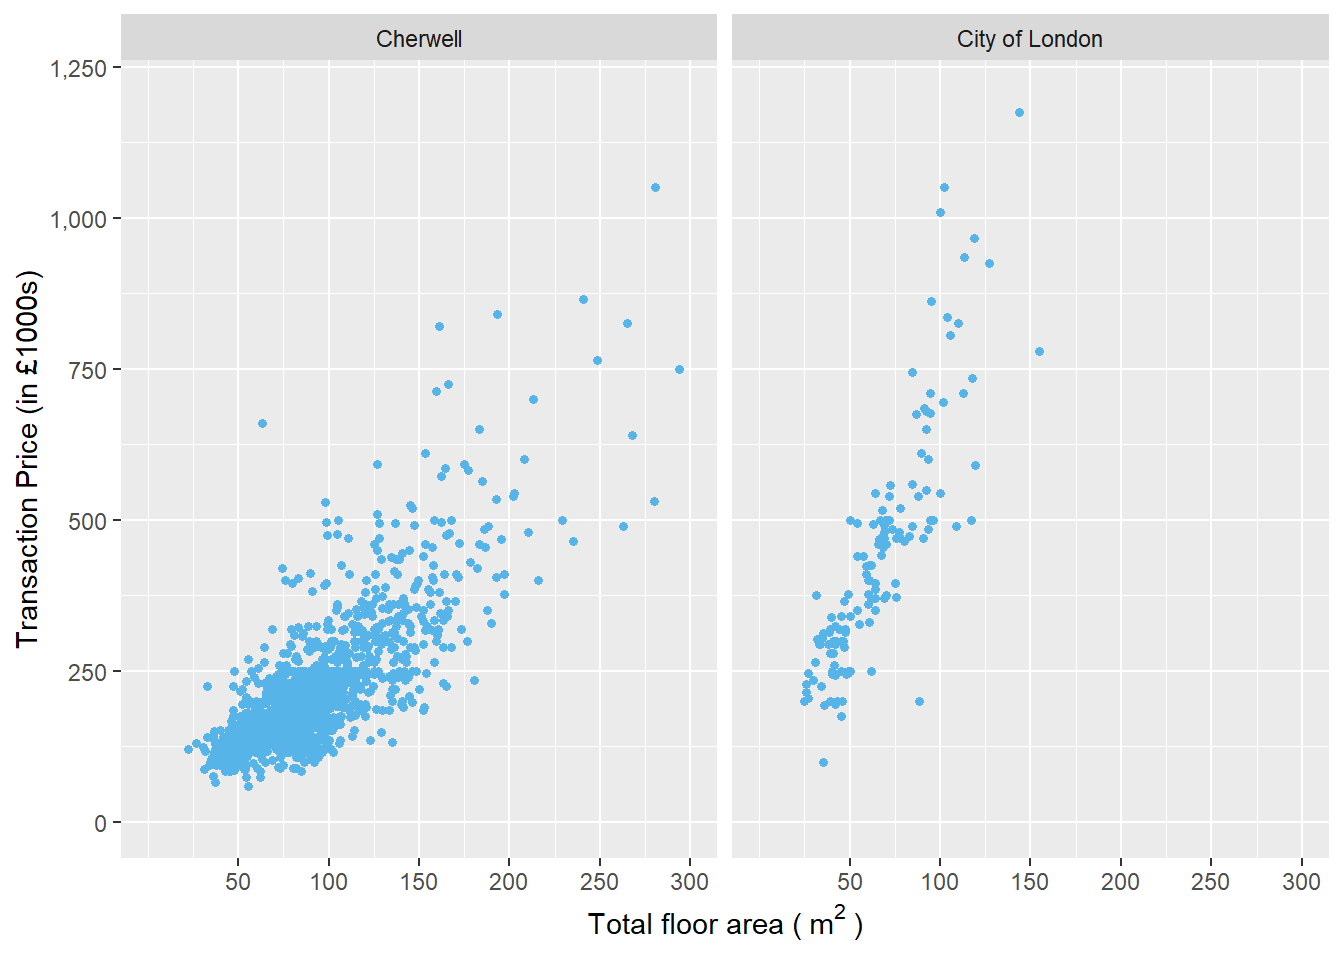 Cherwell
City of London
1,250
1,000
750
500
250
0
Transaction Price (in £1000s)
50 100 150 200 250 300
50 100 150 200 250 300
Total floor area ( m² )